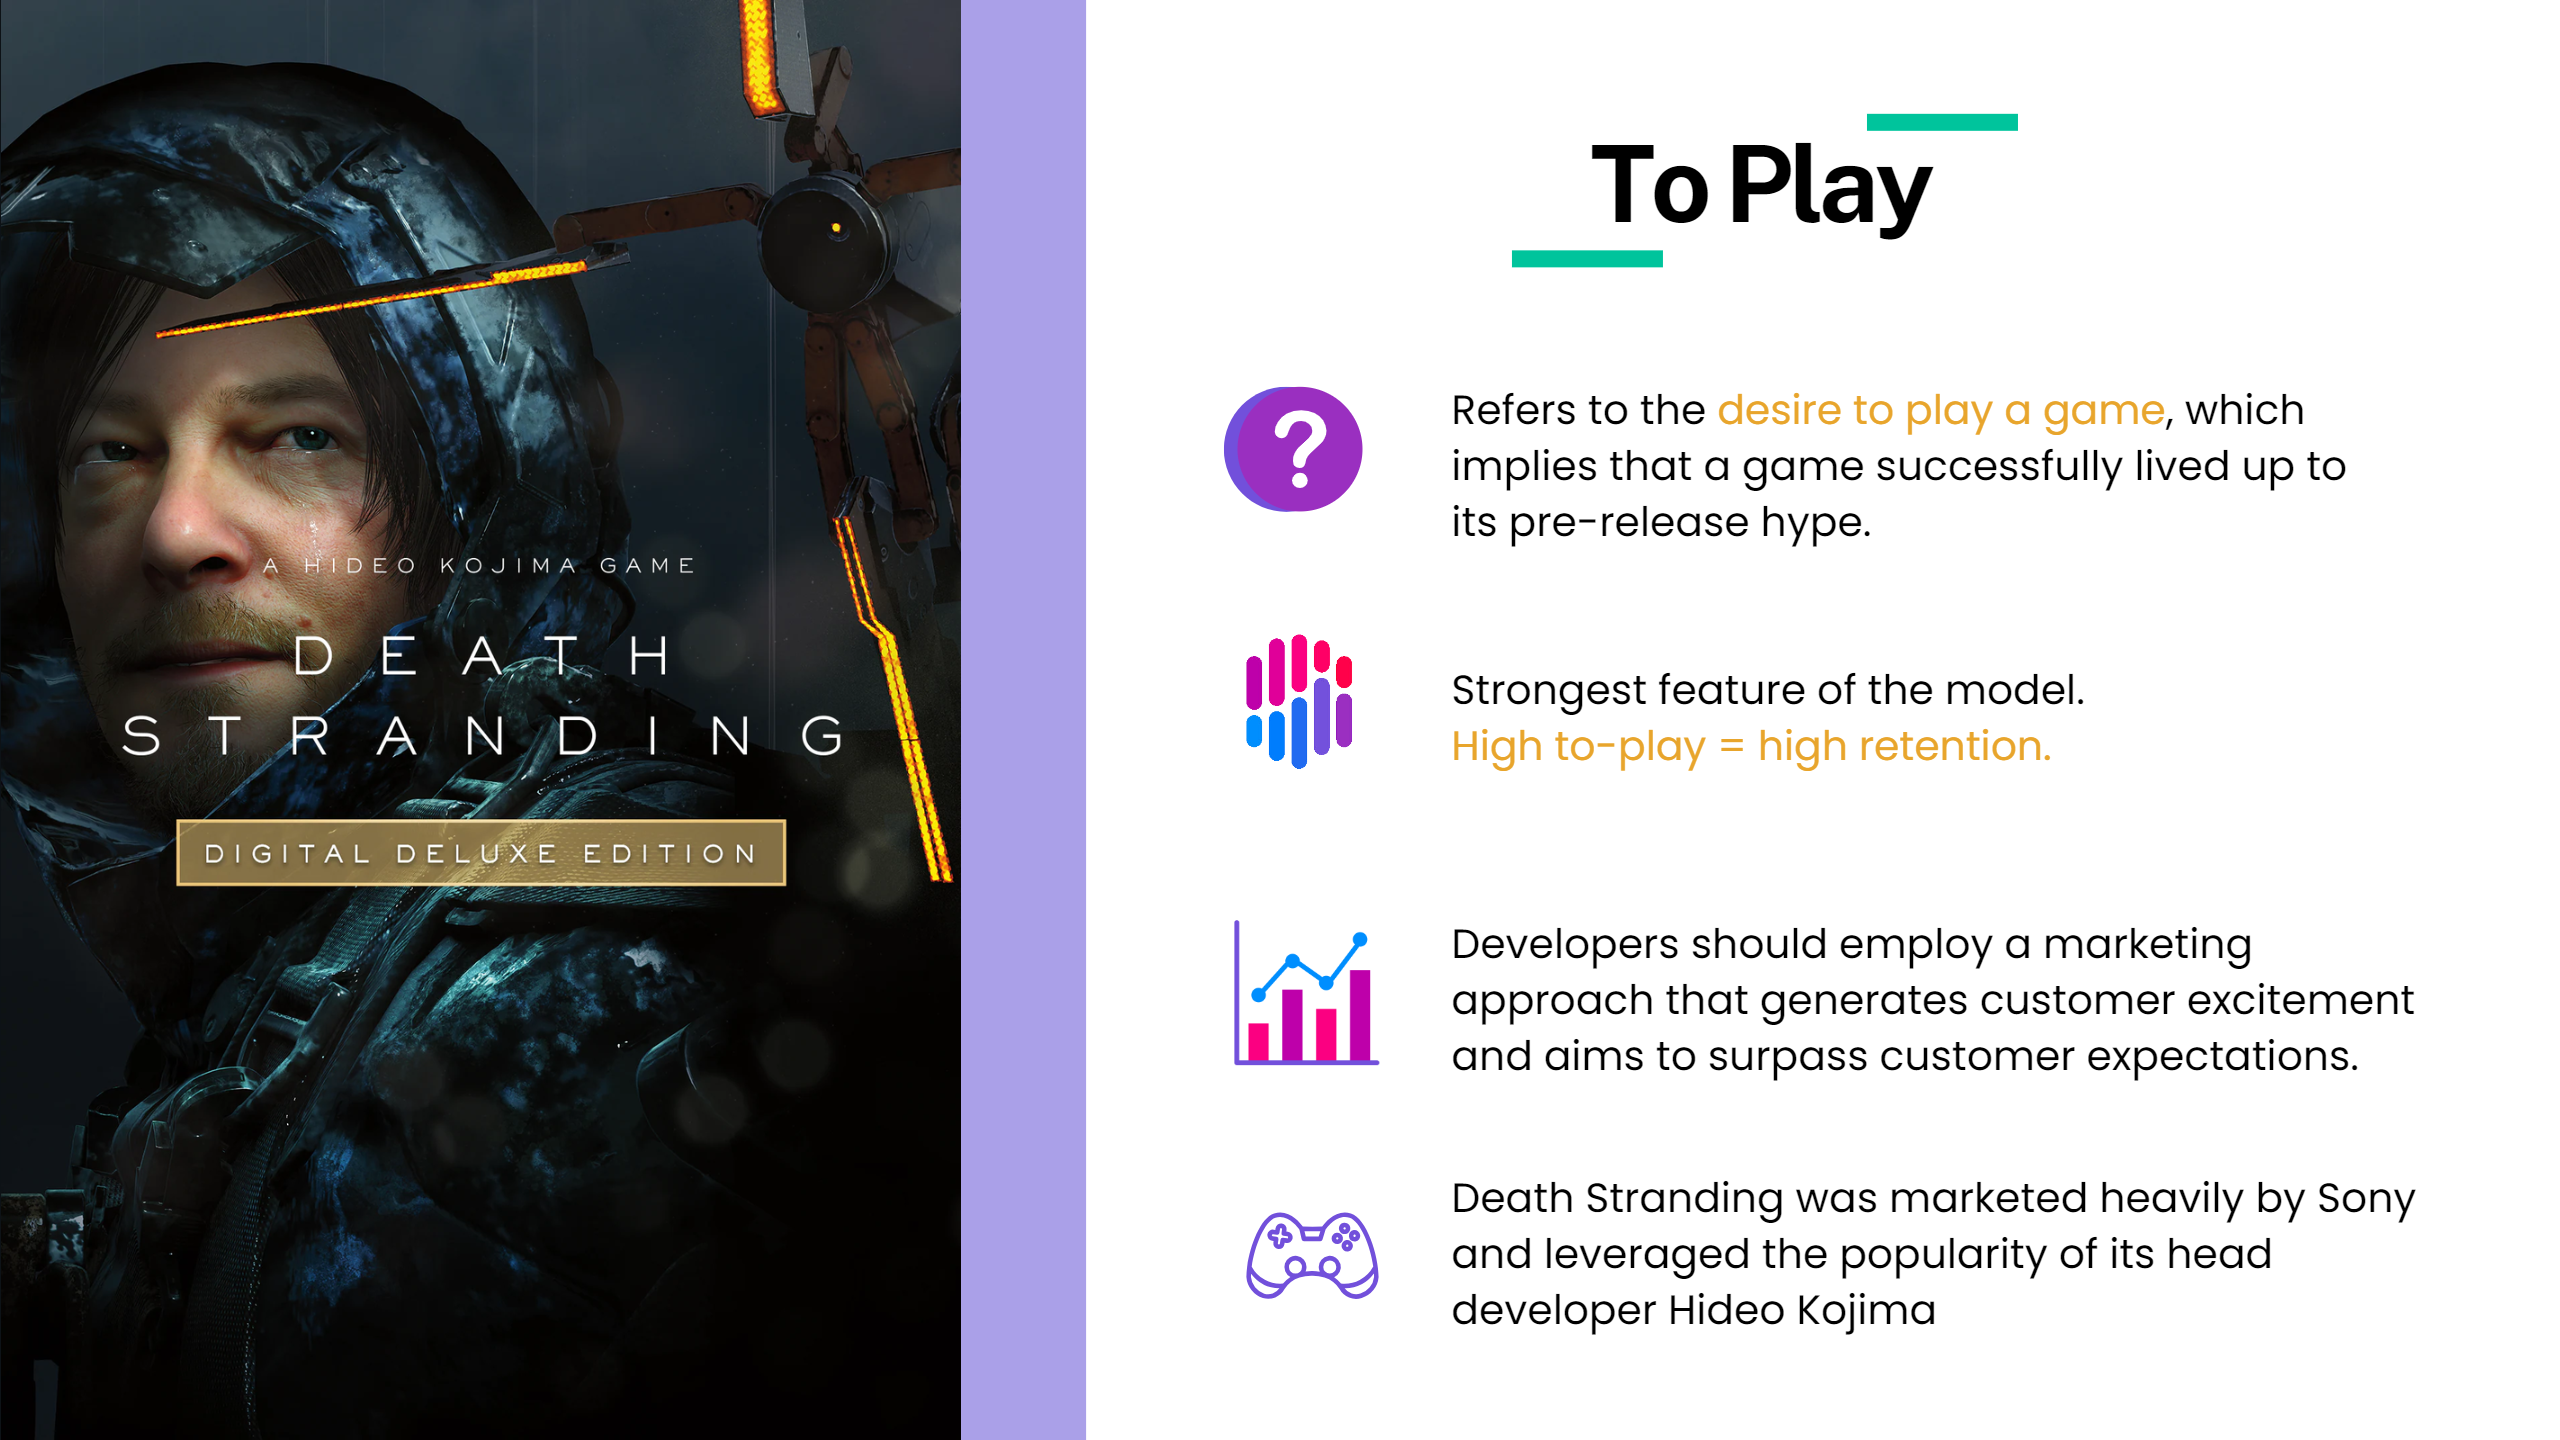 A HIDEO KOJIMA GAME
DEATH
STRANDING
DIGITAL DELUXE EDITION
To Play
?
Refers to the desire to play a game, which
implies that a game successfully lived up to
its pre-release hype.
Strongest feature of the model.
High to-play = high retention.
Developers should employ a marketing
approach that generates customer excitement
and aims to surpass customer expectations.
Death Stranding was marketed heavily by Sony
and leveraged the popularity of its head
developer Hideo Kojima